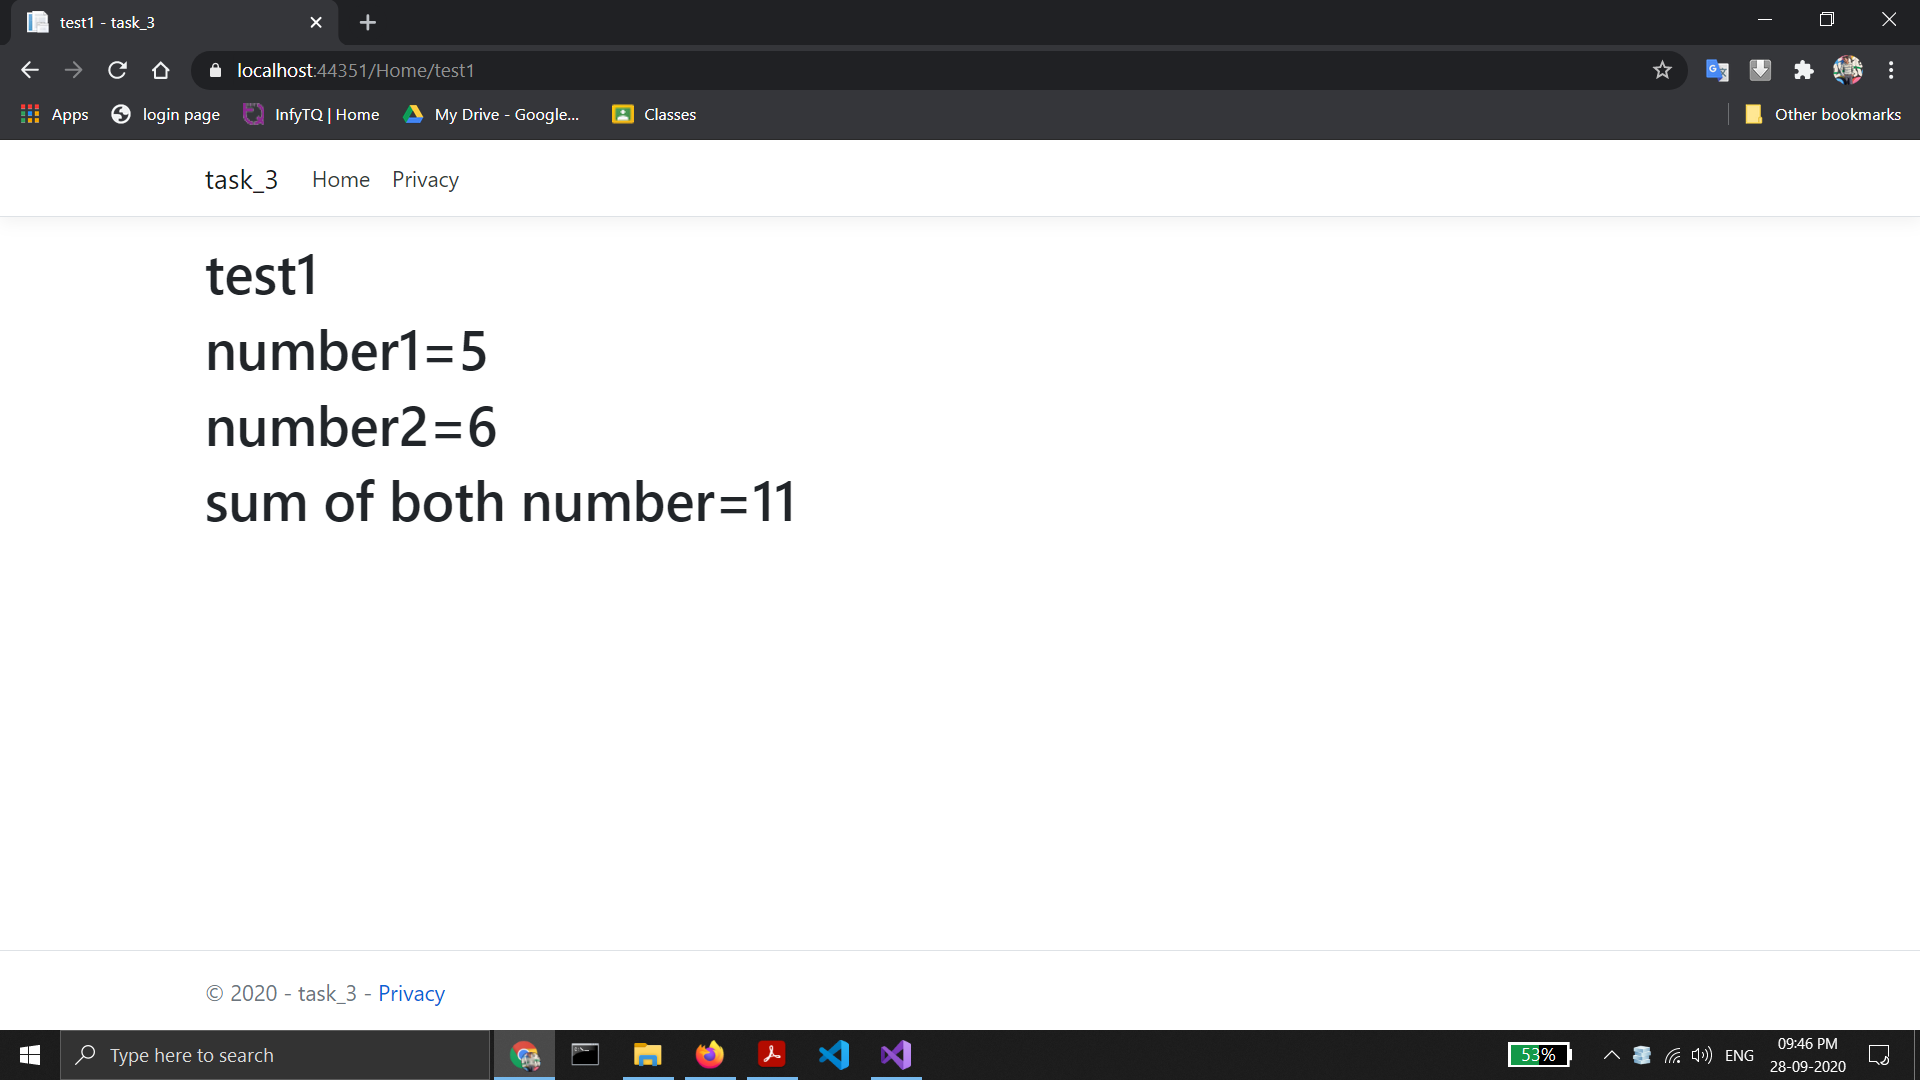 test1 - task_3
localhost:44351/Home/test1
Apps login page InfyTQ | Home My Drive - Google... Classes Other bookmarks
task_3 Home Privacy
test1
number1=5
number2=6
sum of both number=11
© 2020 - task_3 - Privacy
Type here to search
53% ENG 09:46 PM
28-09-2020